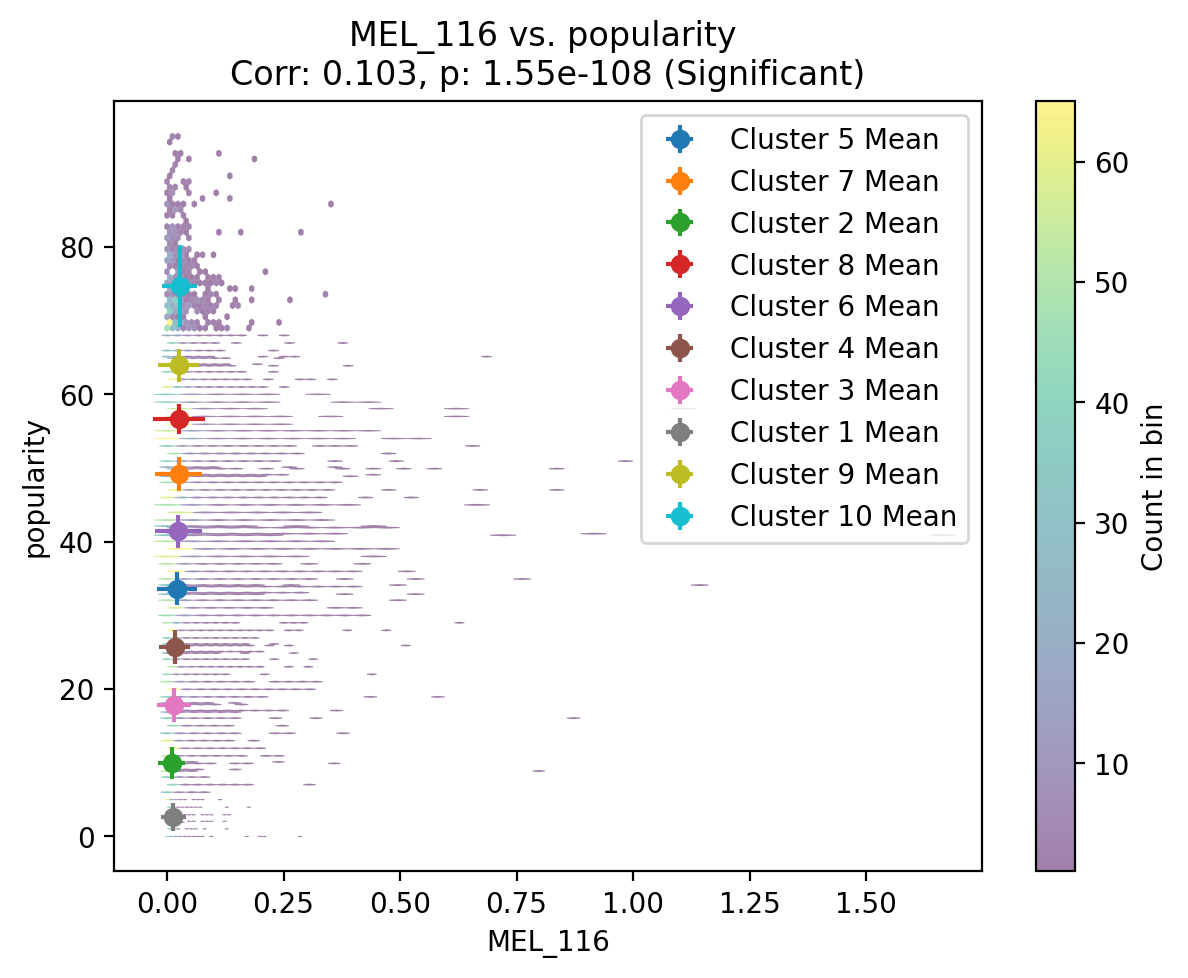 MEL_116 vs. popularity
Corr: 0.103, p: 1.55e-108 (Significant)
popularity
80
60
40
20
0
Cluster 5 Mean
Cluster 7 Mean
Cluster 2 Mean
Cluster 8 Mean
Cluster 6 Mean
Cluster 4 Mean
Cluster 3 Mean
Cluster 1 Mean
Cluster 9 Mean
Cluster 10 Mean
0.00 0.25 0.50 0.75 1.00 1.25 1.50
MEL_116
60
50
40
30
20
10
Count in bin